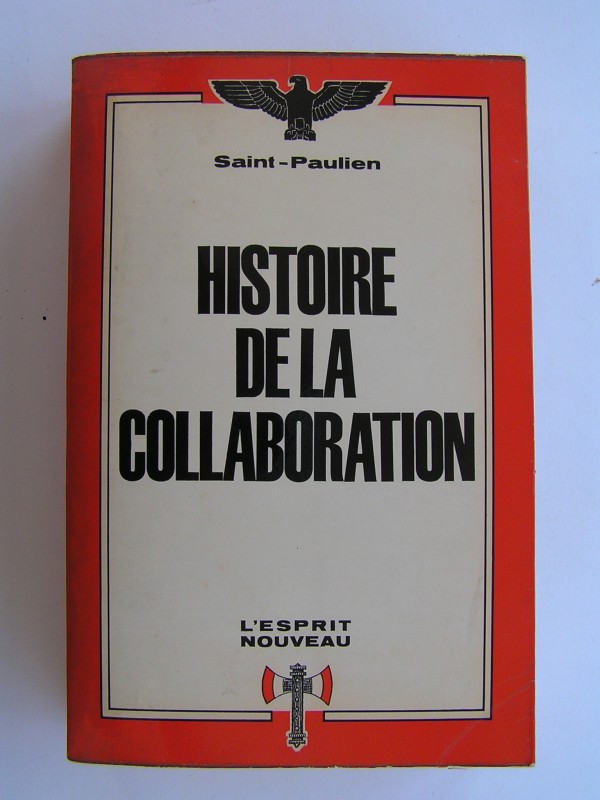 Saint-Paulien
HISTOIRE
DE LA
COLLABORATION
L'ESPRIT
NOUVEAU